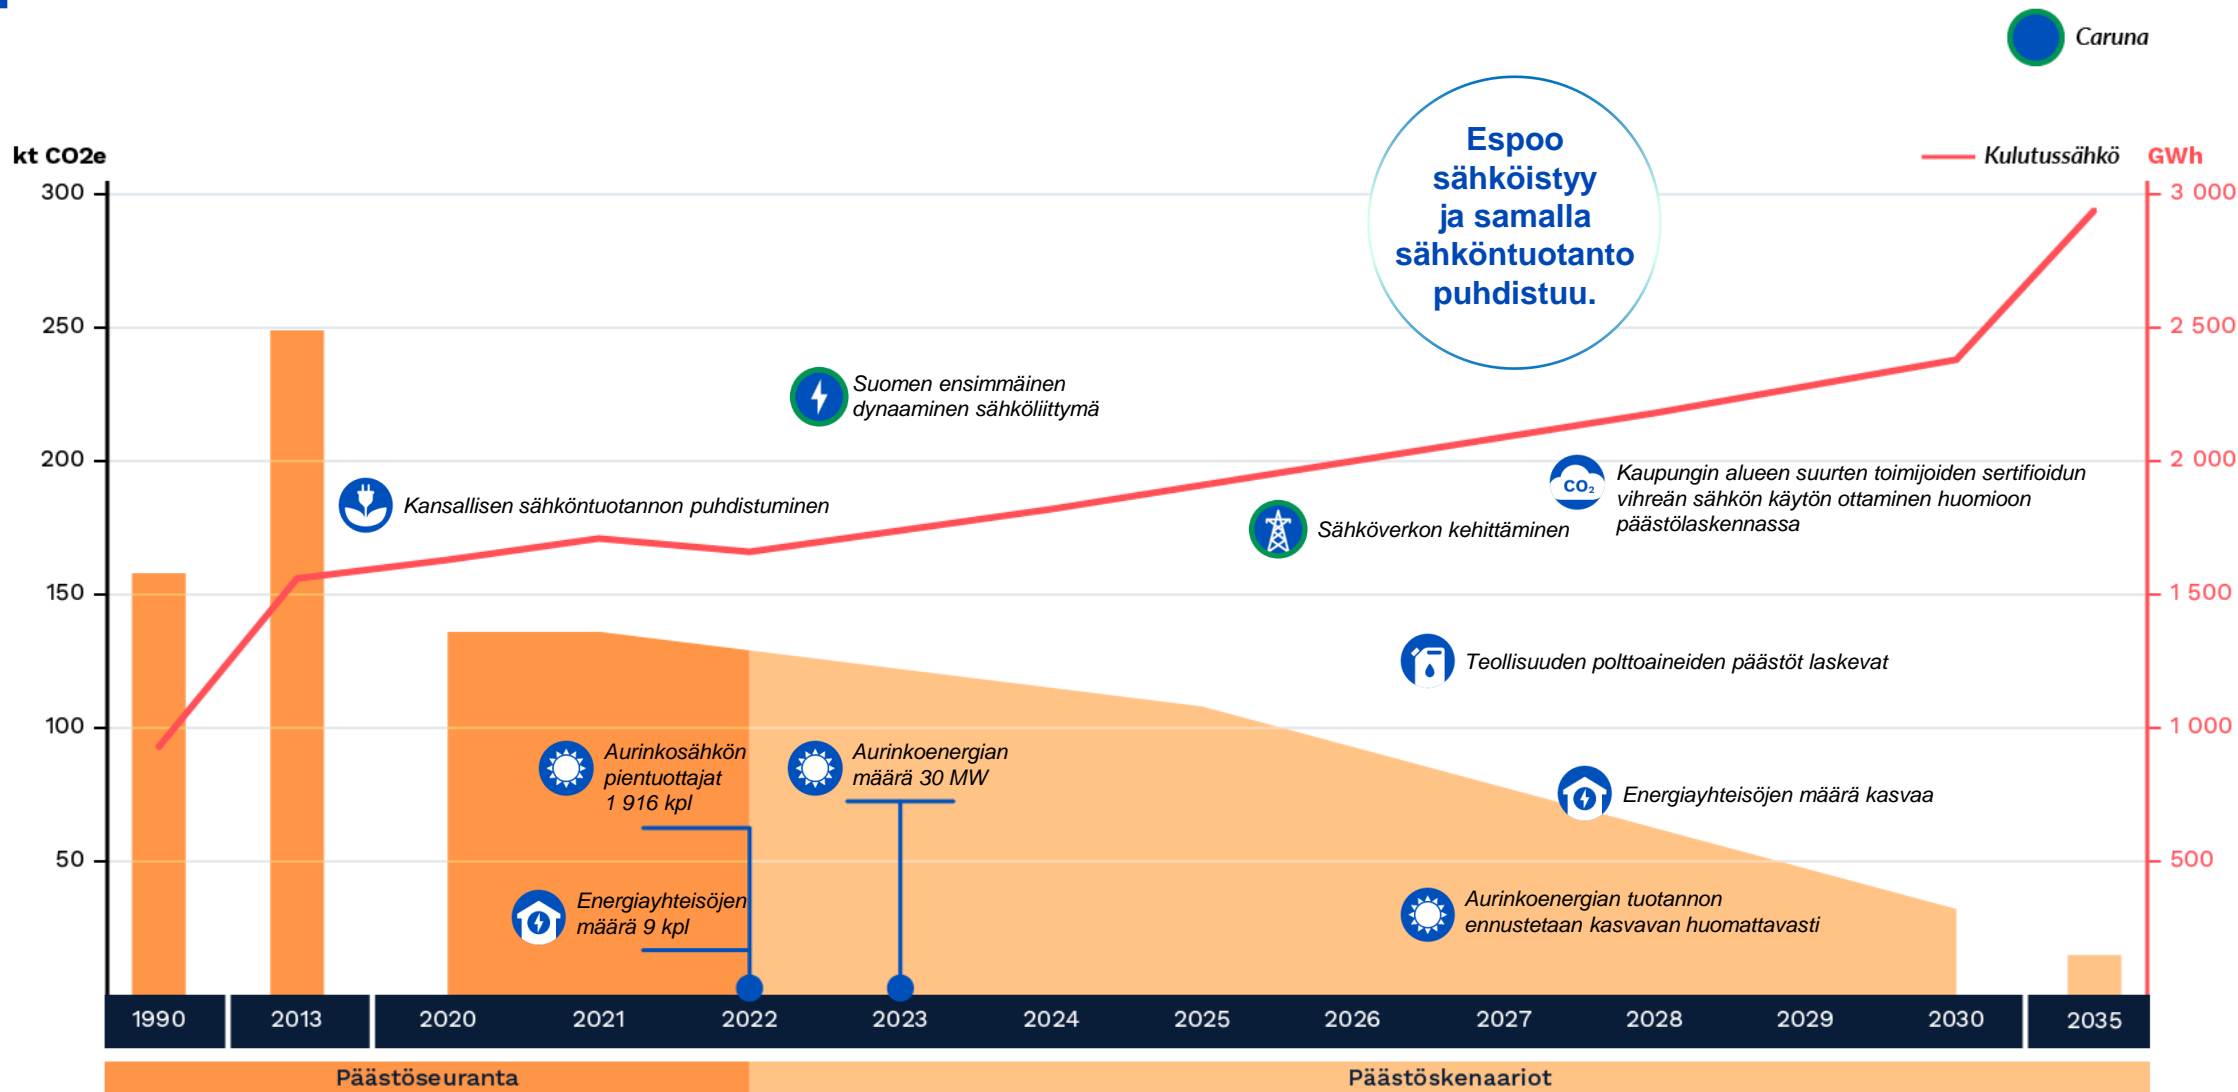 Caruna
Espoo
sähköistyy
ja samalla
sähköntuotanto
puhdistuu.
kt CO2e
Kulutussähkö
GWh
300
3 000
250
2 500
Suomen ensimmäinen
dynaaminen sähköliittymä
200
2 000
Kansallisen sähköntuotannon puhdistuminen
Sähköverkon kehittäminen
CO₂
Kaupungin alueen suurten toimijoiden sertifioidun
vihreän sähkön käytön ottaminen huomioon
päästölaskennassa
150
1 500
Teollisuuden polttoaineiden päästöt laskevat
100
1 000
Aurinkosähkön
pientuottajat
1 916 kpl
Aurinkoenergian
määrä 30 MW
Energiayhteisöjen määrä kasvaa
50
500
Energiayhteisöjen
määrä 9 kpl
Aurinkoenergian tuotannon
ennustetaan kasvavan huomattavasti
1990 2013 2020 2021 2022 2023 2024 2025 2026 2027 2028 2029 2030 2035
Päästöseuranta
Päästöskenaariot